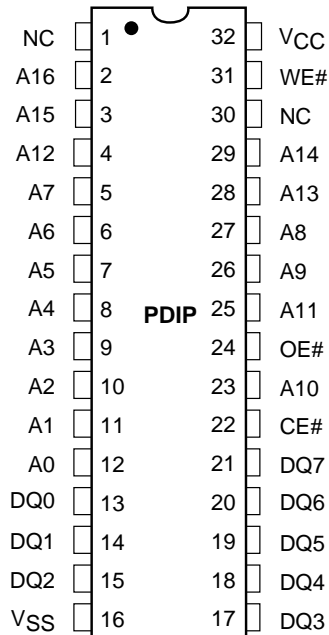 NC 1 32 VCC
A16 2 31 WE#
A15 3 30 NC
A12 4 29 A14
A7 5 28 A13
A6 6 27 A8
A5 7 26 A9
A4 8 PDIP 25 A11
A3 9 24 OE#
A2 10 23 A10
A1 11 22 CE#
A0 12 21 DQ7
DQ0 13 20 DQ6
DQ1 14 19 DQ5
DQ2 15 18 DQ4
VSS 16 17 DQ3